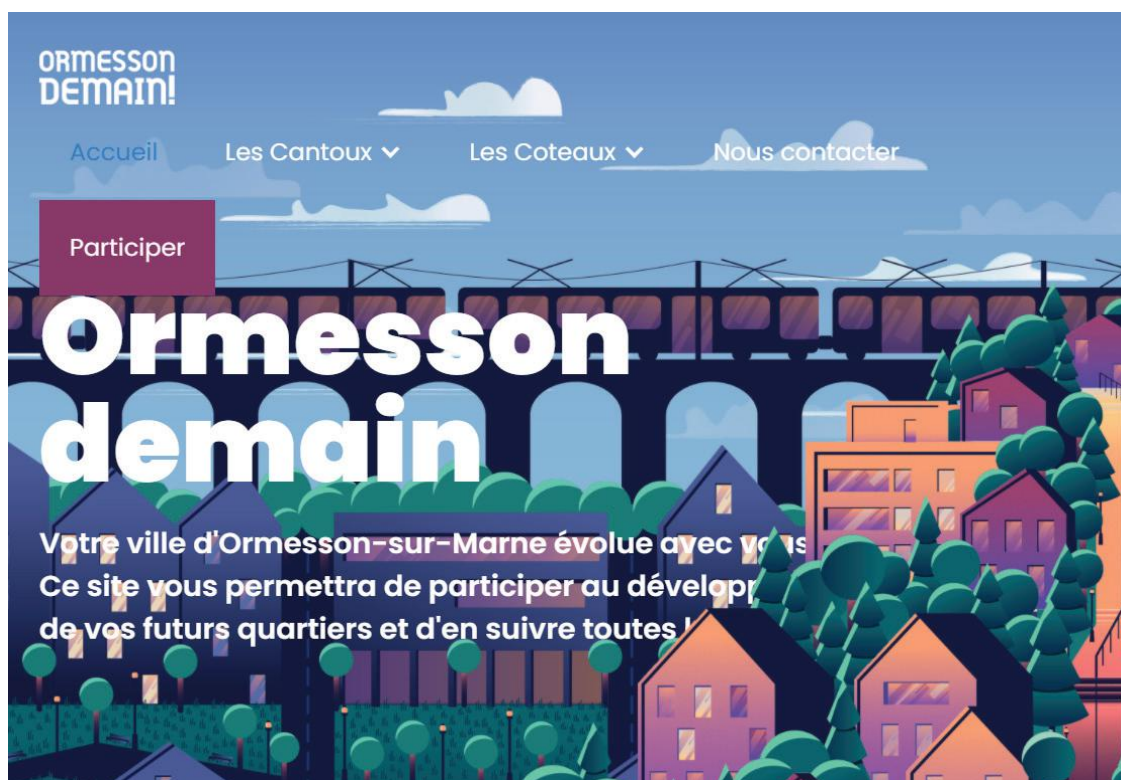 ORMESSON
DEMAIN!
Accueil
Les Cantoux
Les Coteaux
Nous contacter
Participer
Ormesson
demain
Votre ville d'Ormesson-sur-Marne évolue avec vous
Ce site vous permettra de participer au
de vos futurs quartiers et d'en suivre toutes